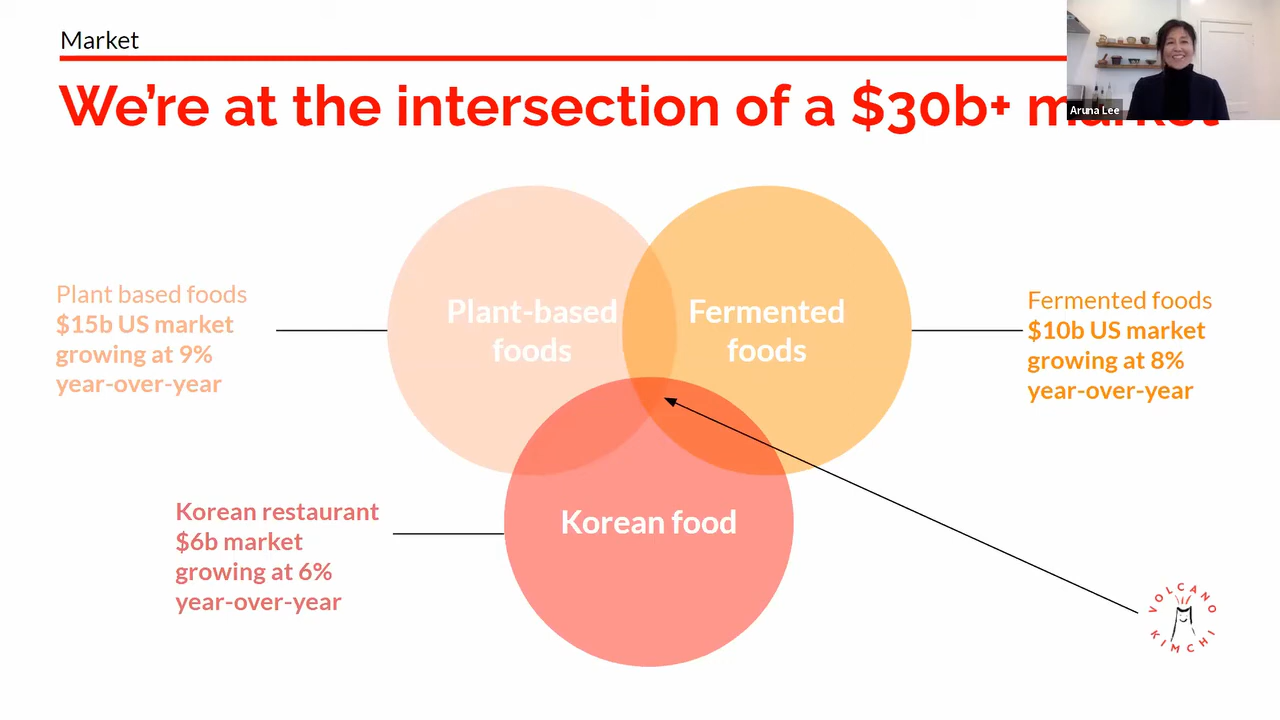 Market
We're at the intersection of a $30b+ market
Aruna Lee
Plant-based
foods
Fermented
foods
Plant based foods
$15b US market
growing at 9%
year-over-year
Fermented foods
$10b US market
growing at 8%
year-over-year
Korean restaurant
$6b market
growing at 6%
year-over-year
Korean food
VOLCANO
KIMCHI